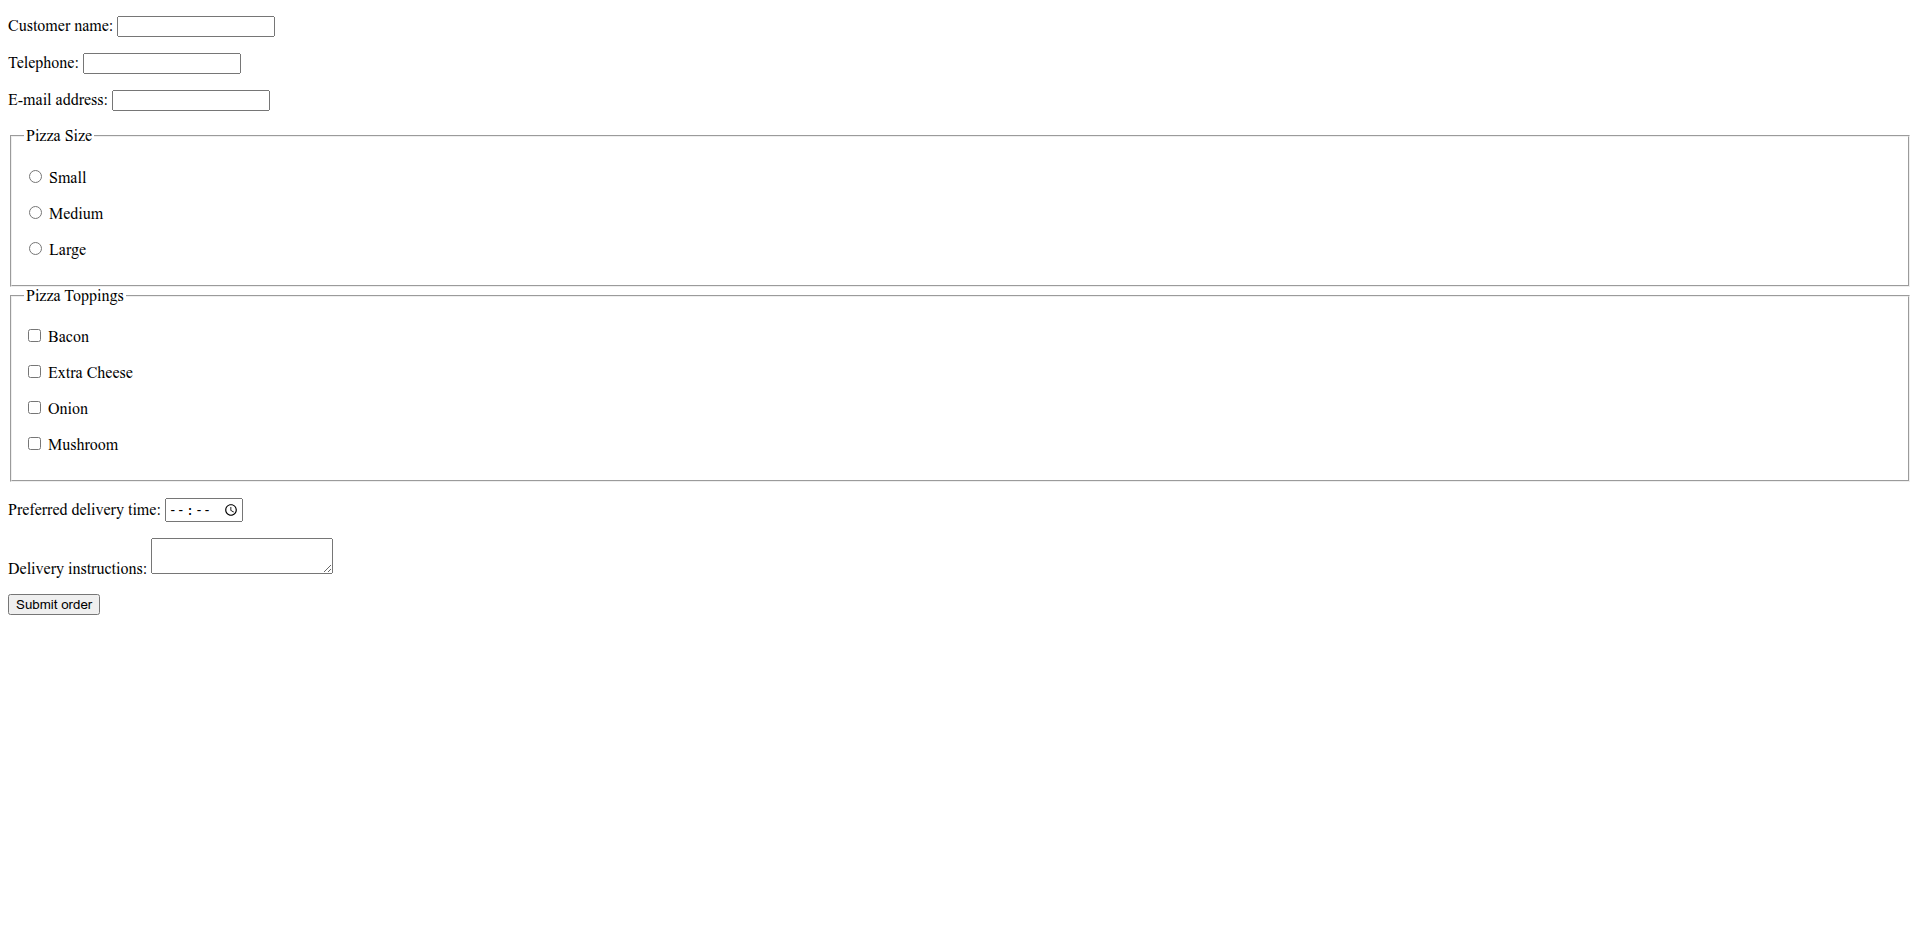 Customer name:
Telephone:
E-mail address:
Pizza Size
Small
Medium
Large
Pizza Toppings
Bacon
Extra Cheese
Onion
Mushroom
Preferred delivery time: --:--
Delivery instructions:
Submit order